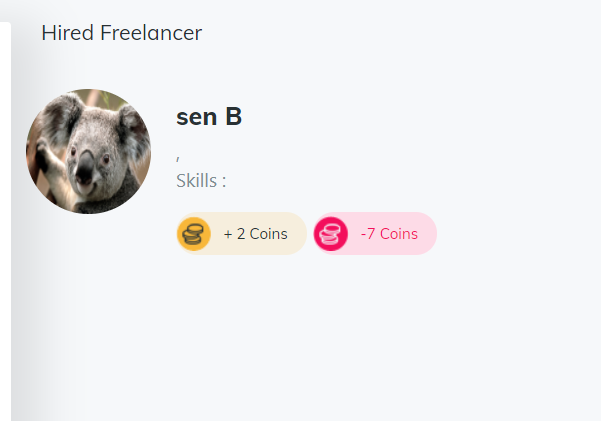 Hired Freelancer
sen B
,
Skills :
+ 2 Coins -7 Coins